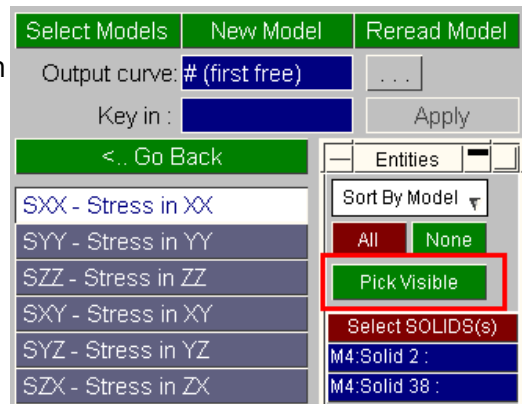 Select Models New Model Reread Model
Output curve: # (first free) ...
Key in : Apply
<.. Go Back
SXX - Stress in XX
SYY - Stress in YY
SZZ - Stress in ZZ
SXY - Stress in XY
SYZ - Stress in YZ
SZX - Stress in ZX
Entities
Sort By Model
All None
Pick Visible
Select SOLIDS(s)
M4:Solid 2 :
M4:Solid 38 :